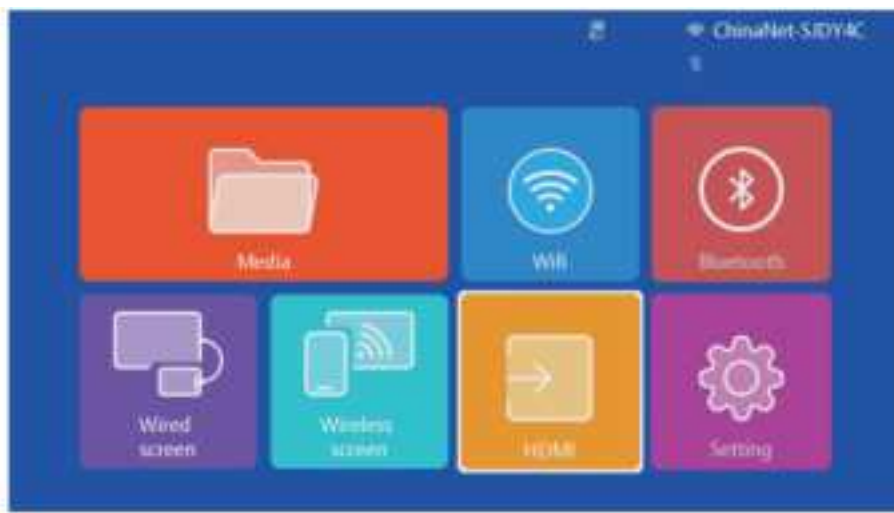 ChinaNet-SJDY4C
Media
Wifi
Bluetooth
Wired
screen
Wireless
screen
HDMI
Setting